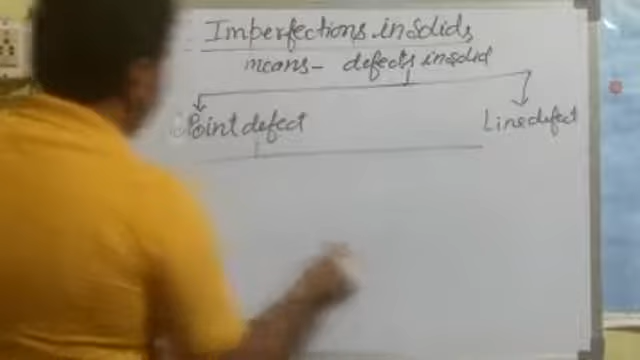 Imperfections in solids
means- defects in solid
Point defect
Line defect